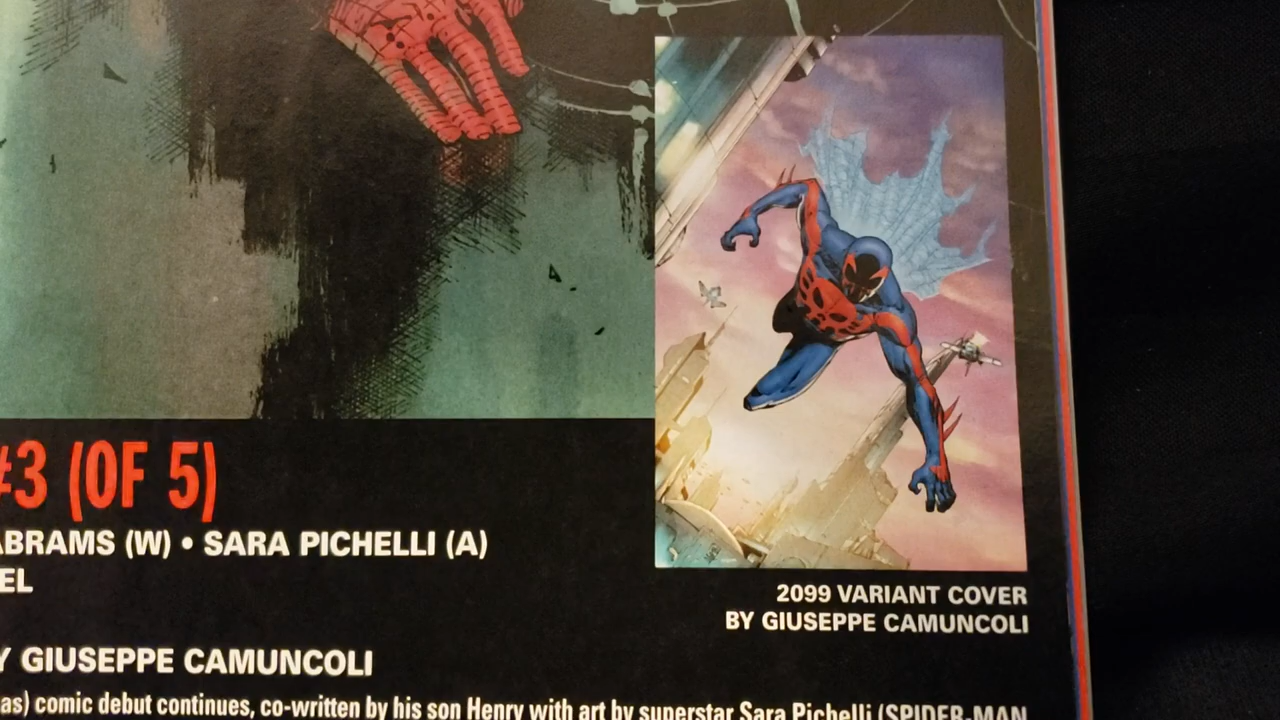 #3 (OF 5)
ABRAMS (W) • SARA PICHELLI (A)
EL
2099 VARIANT COVER
BY GIUSEPPE CAMUNCOLI
Y GIUSEPPE CAMUNCOLI
as) comic debut continues, co-written by his son Henry with art by superstar Sara Pichelli (SPIDER-MAN